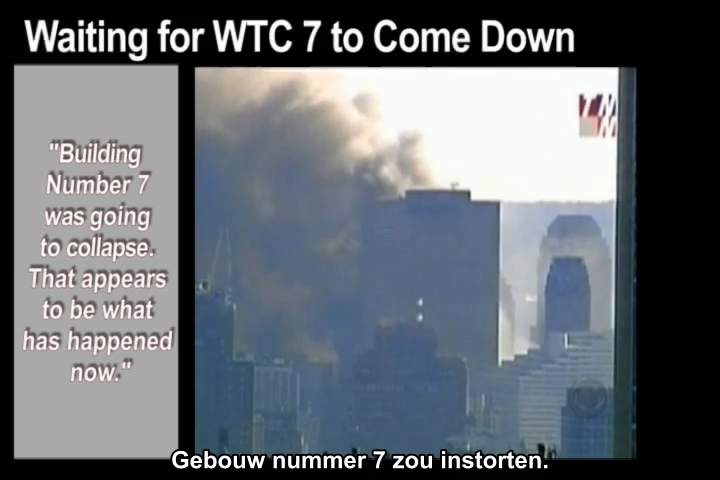 Waiting for WTC 7 to Come Down
"Building
Number 7
was going
to collapse.
That appears
to be what
has happened
now."
TN
M
Gebouw nummer 7 zou instorten.